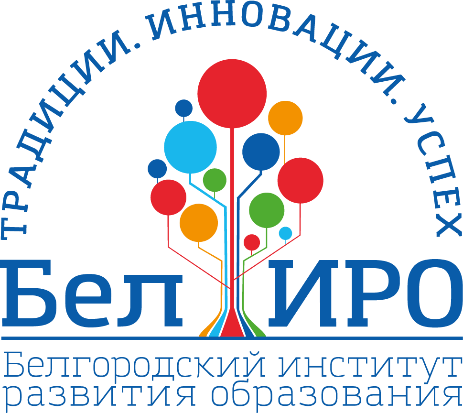 ТРАДИЦИИ. ИННОВАЦИИ. УСПЕХ
Бел ИРО
Белгородский институт
развития образования